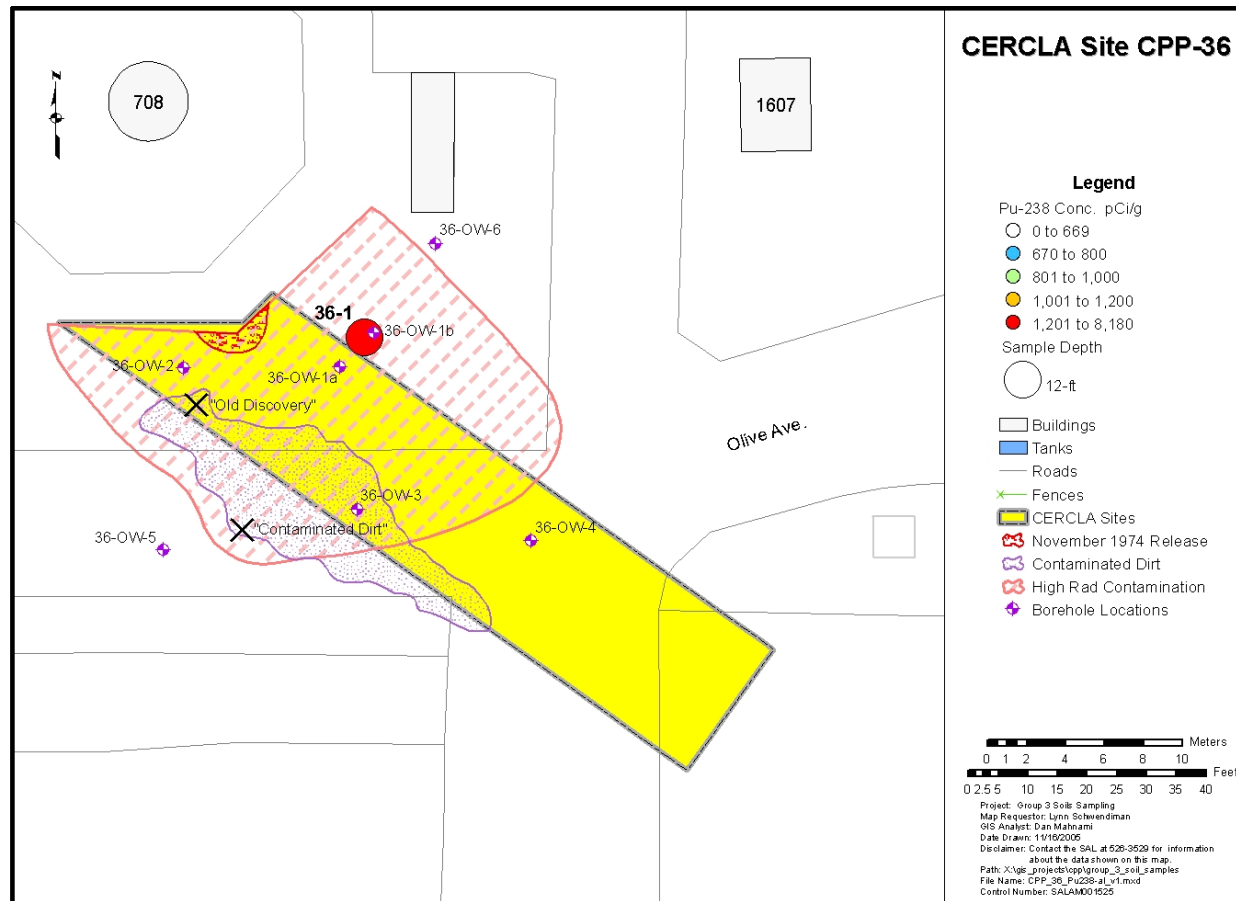 CERCLA Site CPP-36
N
708
1607
36-OW-6
36-1
36-OW-1b
36-OW-2
36-OW-1a
"Old Discovery"
Olive Ave.
36-OW-3
"Contaminated Dirt"
36-OW-4
36-OW-5
Legend
Pu-238 Conc. pCi/g
0 to 669
670 to 800
801 to 1,000
1,001 to 1,200
1,201 to 8,180
Sample Depth
12-ft
Buildings
Tanks
Roads
Fences
CERCLA Sites
November 1974 Release
Contaminated Dirt
High Rad Contamination
Borehole Locations
Meters
0 1 2 4 6 8 10
Feet
0 2.5 5 10 15 20 25 30 35 40
Project: Group 3 Soils Sampling
Map Requestor: Lynn Schwendiman
GIS Analyst: Dan Mahnami
Date Drawn: 11/16/2005
Disclaimer: Contact the SAL at 526-3529 for information
about the data shown on this map.
Path: X:\gis_projects\cpp\group_3_soil_samples
File Name: CPP_36_Pu238-al_v1.mxd
Control Number: SALAM001525